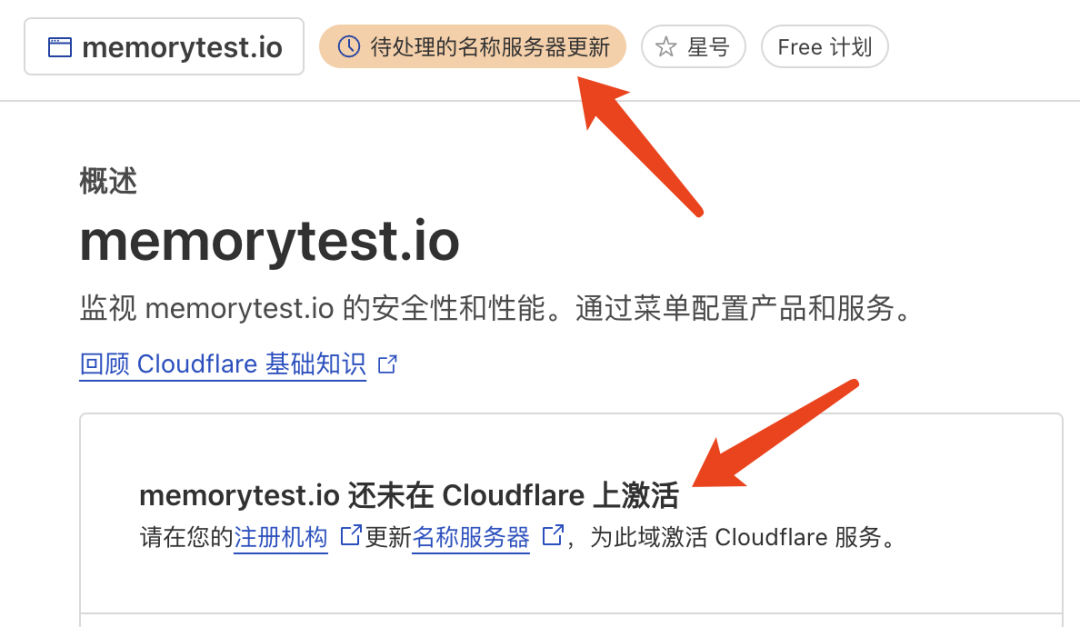 memorytest.io 待处理的名称服务器更新 星号 Free 计划
概述
memorytest.io
监视 memorytest.io 的安全性和性能。通过菜单配置产品和服务。
回顾 Cloudflare 基础知识
memorytest.io 还未在 Cloudflare 上激活
请在您的注册机构更新名称服务器，为此域激活 Cloudflare 服务。